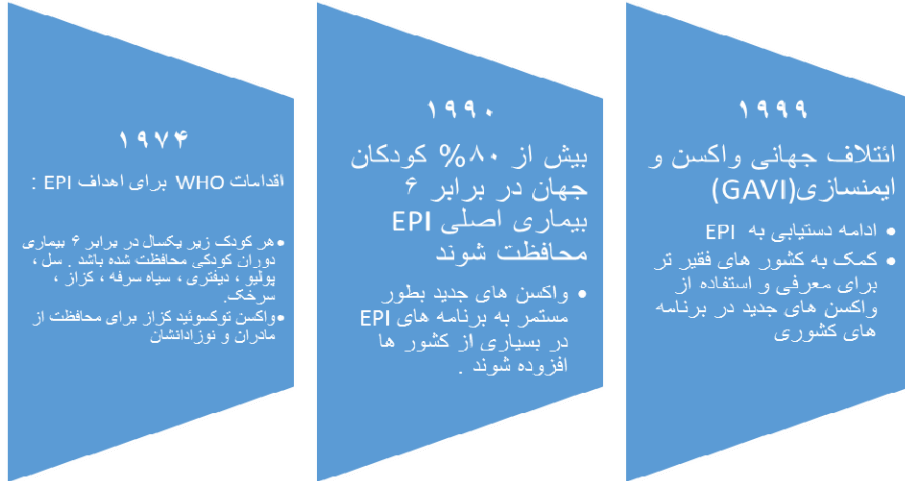 ۱۹۷۴
اقدامات WHO برای اهداف EPI :
•هر کودک زیر یکسال در برابر ۶ بیماری
دوران کودکی محافظت شده باشد . سل ،
پولیو ، دیفتری ، سیاه سرفه ، کزاز ،
سرخک.
•واکسن توکسوئید کزاز برای محافظت از
مادران و نوزادانشان
۱۹۹۰
بیش از ۸۰% کودکان
جهان در برابر ۶
بیماری اصلی EPI
محافظت شوند
• واکسن های جدید بطور
مستمر به برنامه های EPI
در بسیاری از کشور ها
افزوده شوند .
۱۹۹۹
ائتلاف جهانی واکسن و
ایمنسازی(GAVI)
• ادامه دستیابی به EPI
• کمک به کشور های فقیر تر
برای معرفی و استفاده از
واکسن های جدید در برنامه
های کشوری